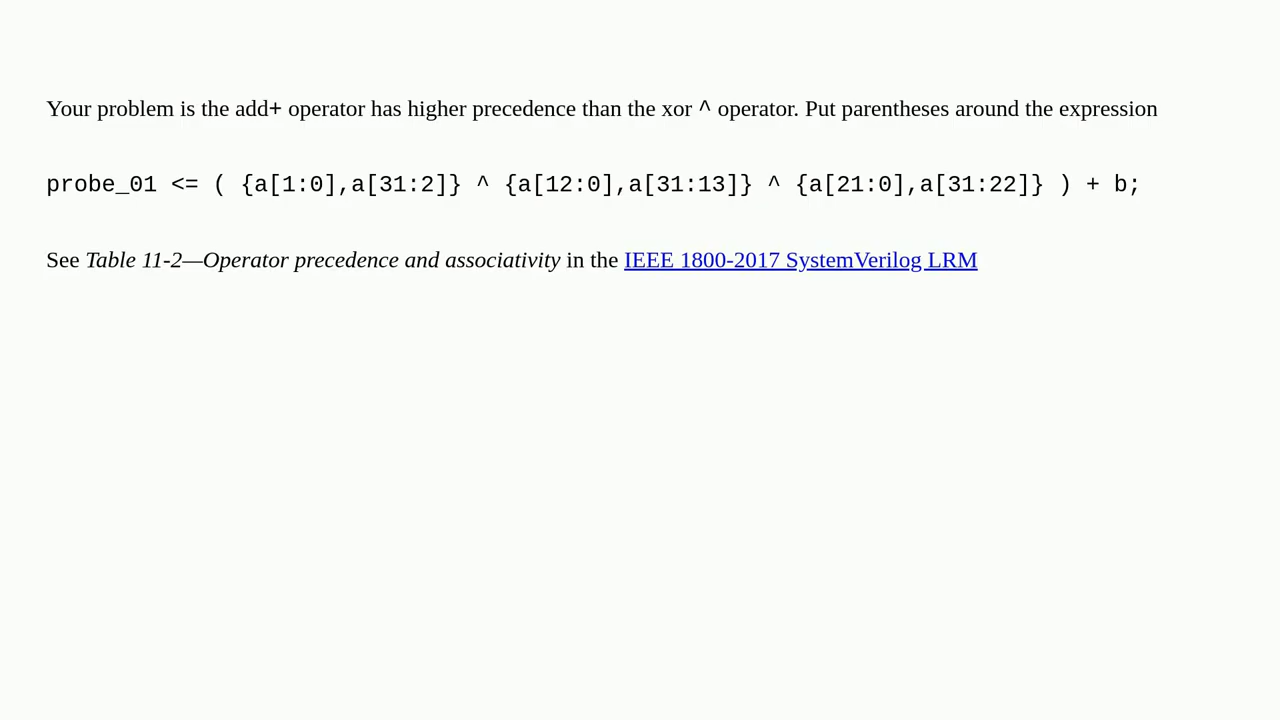 Your problem is the add+ operator has higher precedence than the xor ^ operator. Put parentheses around the expression
probe_01 <= ( {a[1:0],a[31:2]} ^ {a[12:0],a[31:13]} ^ {a[21:0],a[31:22]} ) + b;
See Table 11-2—Operator precedence and associativity in the IEEE 1800-2017 SystemVerilog LRM